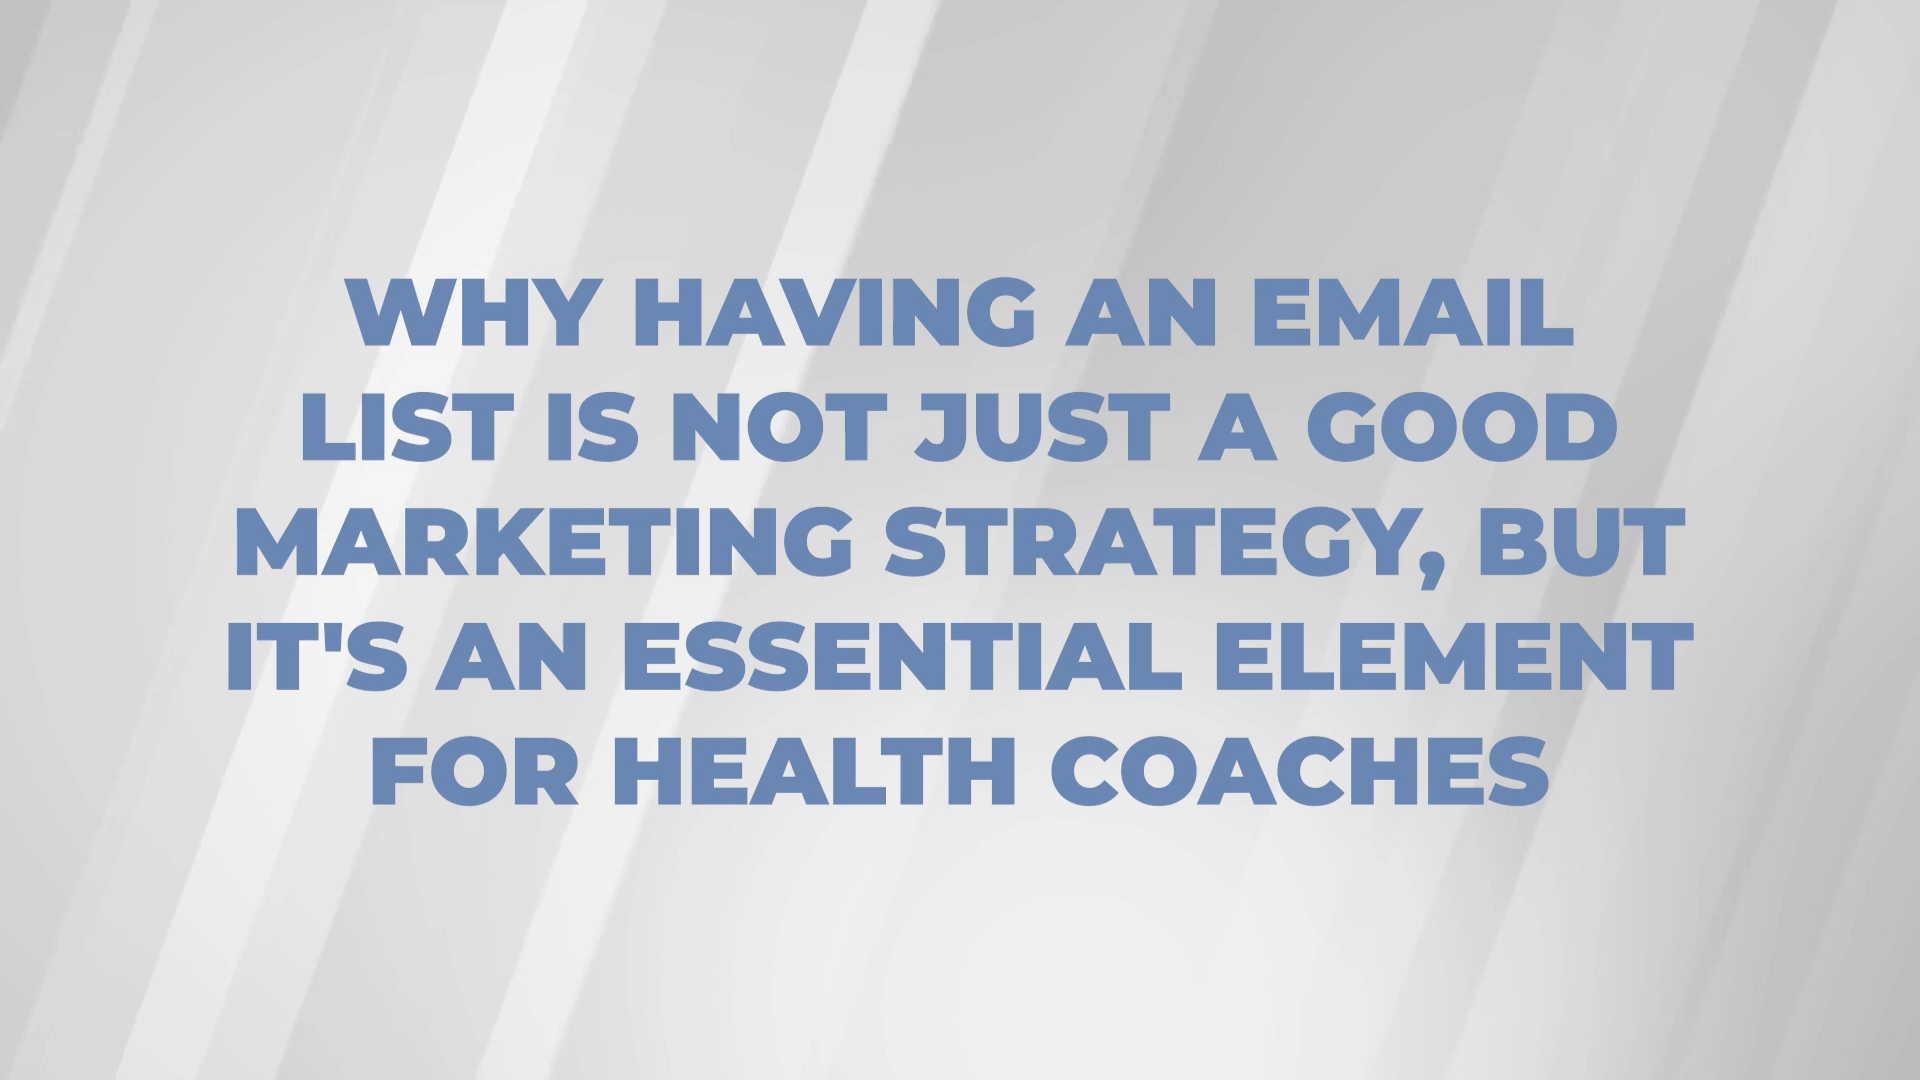 WHY HAVING AN EMAIL
LIST IS NOT JUST A GOOD
MARKETING STRATEGY, BUT
IT'S AN ESSENTIAL ELEMENT
FOR HEALTH COACHES